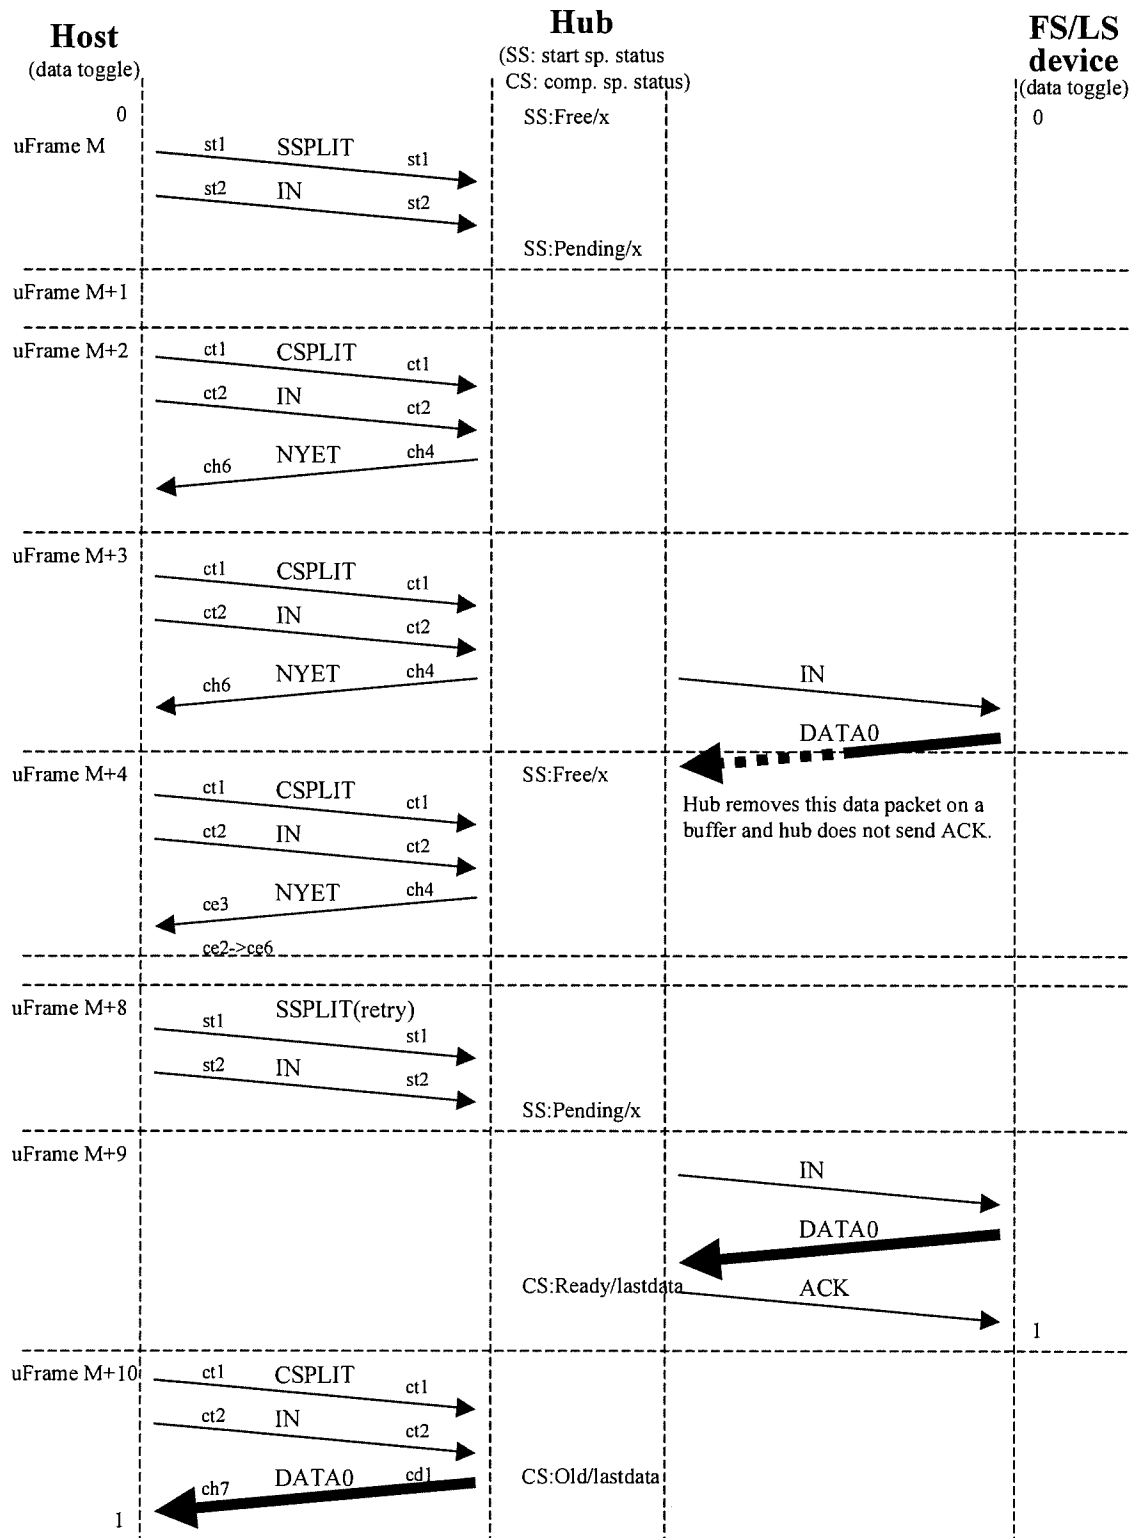 Host
(data toggle)
Hub
(SS: start sp. status
CS: comp. sp. status)
FS/LS
device
(data toggle)
0
SS:Free/x
0
uFrame M
st1 SSPLIT st1
st2 IN st2
SS:Pending/x
uFrame M+1
uFrame M+2
ct1 CSPLIT ct1
ct2 IN ct2
ch6 NYET ch4
uFrame M+3
ct1 CSPLIT ct1
ct2 IN ct2
ch6 NYET ch4
IN
DATA0
uFrame M+4
SS:Free/x
ct1 CSPLIT ct1
Hub removes this data packet on a
buffer and hub does not send ACK.
ct2 IN ct2
ce3 NYET ch4
ce2->ce6
uFrame M+8
SSPLIT(retry)
st1 st1
st2 IN st2
SS:Pending/x
uFrame M+9
IN
DATA0
CS:Ready/lastdata
ACK
1
uFrame M+10
ct1 CSPLIT ct1
ct2 IN ct2
ch7 DATA0 cd1
CS:Old/lastdata
1